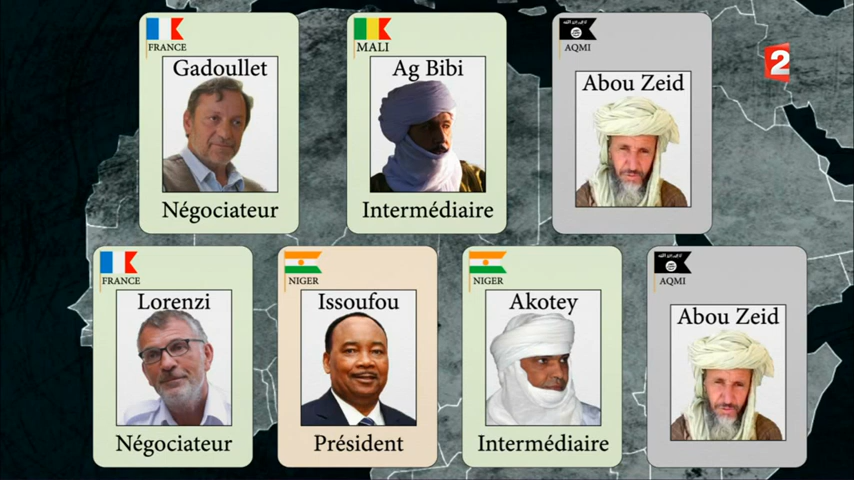 FRANCE
Gadoullet
Négociateur
MALI
Ag Bibi
Intermédiaire
AQMI
Abou Zeid
2
FRANCE
Lorenzi
Négociateur
NIGER
Issoufou
Président
NIGER
Akotey
Intermédiaire
AQMI
Abou Zeid